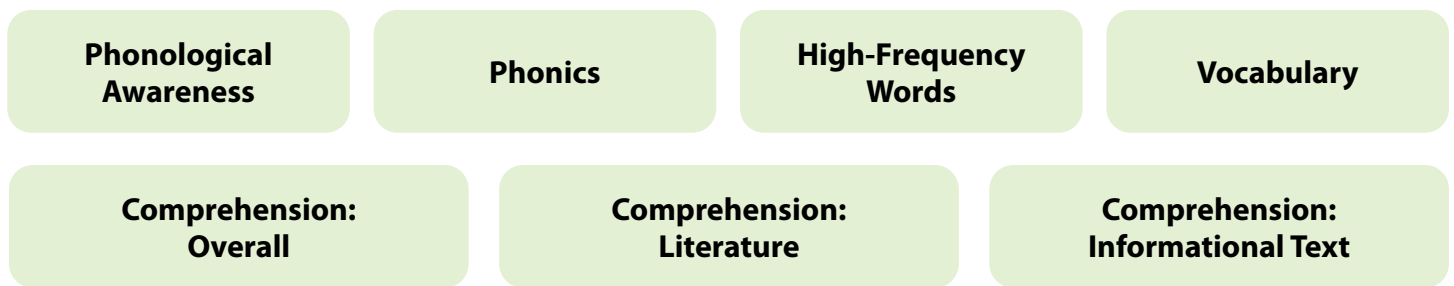 Phonological
Awareness
Phonics
High-Frequency
Words
Vocabulary
Comprehension:
Overall
Comprehension:
Literature
Comprehension:
Informational Text